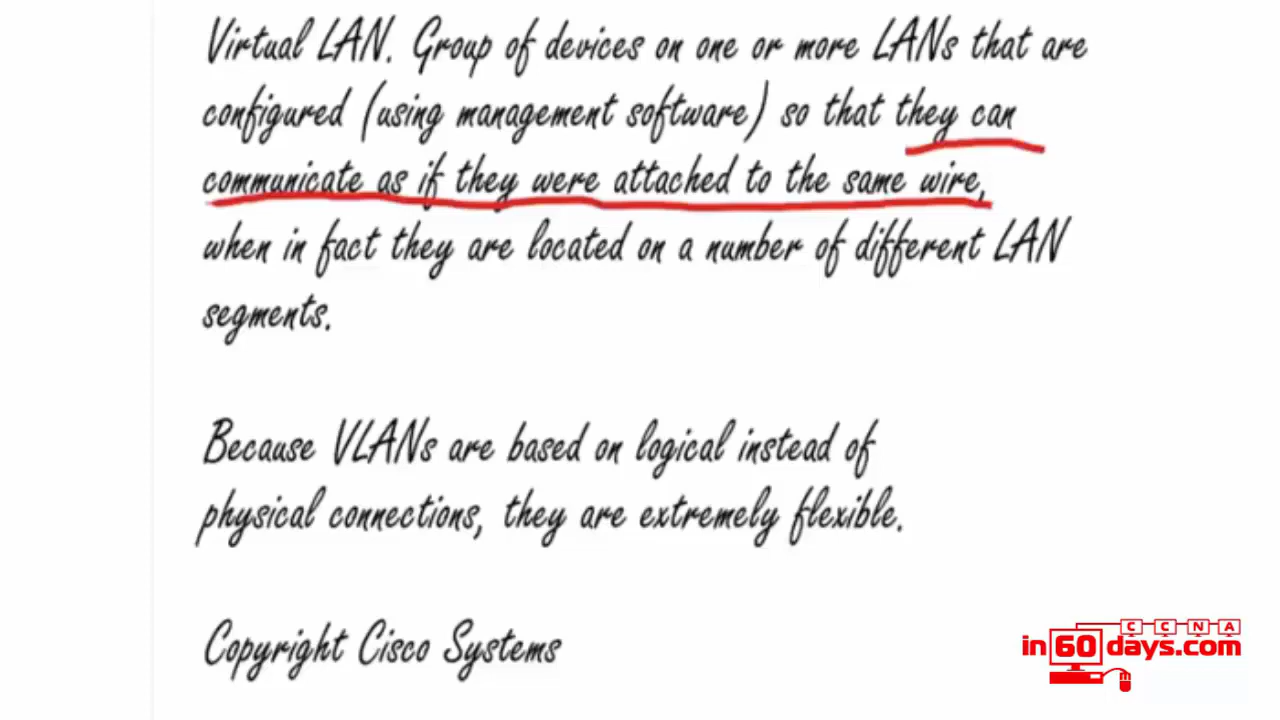 Virtual LAN. Group of devices on one or more LANs that are
configured (using management software) so that they can
communicate as if they were attached to the same wire,
when in fact they are located on a number of different LAN
segments.
Because VLANs are based on logical instead of
physical connections, they are extremely flexible.
Copyright Cisco Systems
CCNA
in60days.com